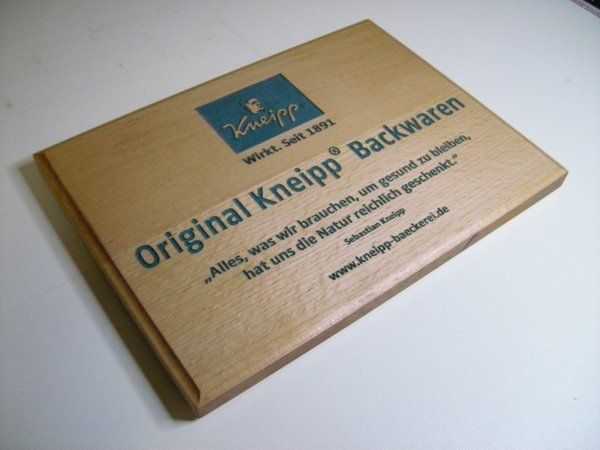 Kneipp®
Wirkt. Seit 1891
Original Kneipp® Backwaren
„Alles, was wir brauchen, um gesund zu bleiben,
hat uns die Natur reichlich geschenkt.“
Sebastian Kneipp
www.kneipp-baeckerei.de